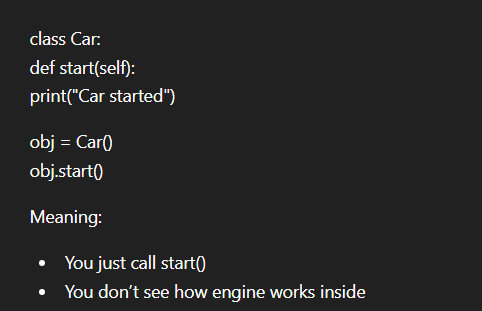 class Car:
def start(self):
print("Car started")
obj = Car()
obj.start()
Meaning:
• You just call start()
• You don’t see how engine works inside